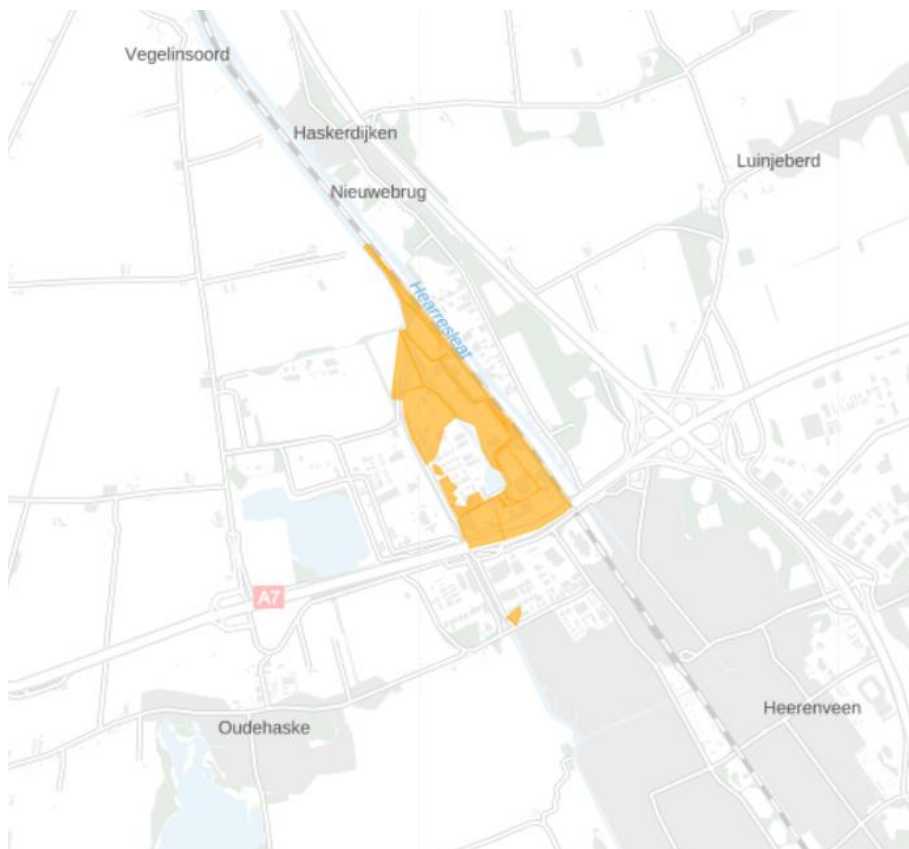 Vegelinsoord
Haskerdijken
Luinjeberd
Nieuwebrug
Hearresleat
A7
Heerenveen
Oudehaske